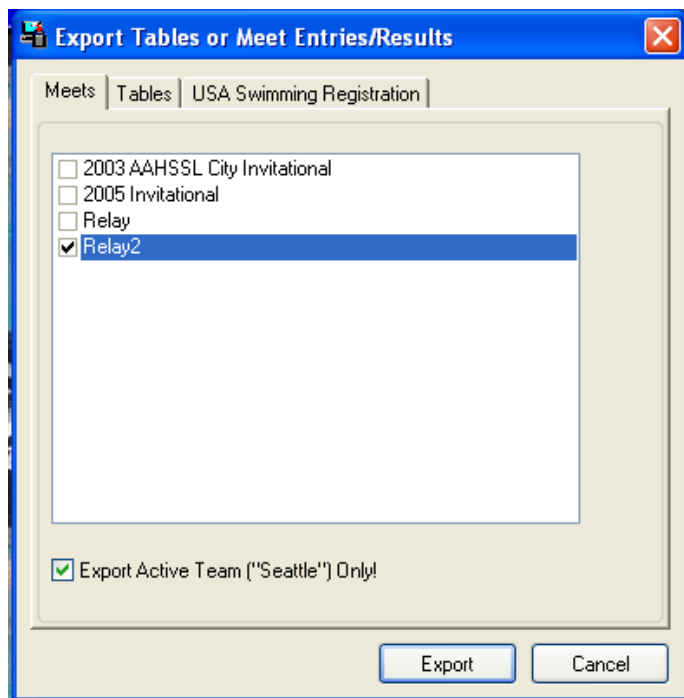 Export Tables or Meet Entries/Results
Meets Tables USA Swimming Registration
2003 AAHSSL City Invitational
2005 Invitational
Relay
Relay2
Export Active Team ("Seattle") Only!
Export Cancel